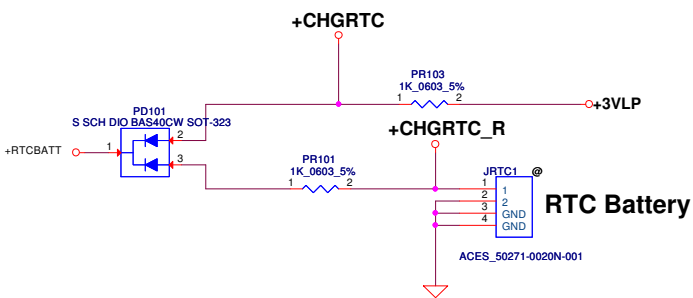 +CHGRTC
PR103
1K_0603_5%
1
2
+3VLP
PD101
S SCH DIO BAS40CW SOT-323
2
+RTCBATT
1
3
+CHGRTC_R
PR101
1K_0603_5%
1
2
JRTC1
@
1
1
2
2
3
GND
4
GND
RTC Battery
ACES_50271-0020N-001